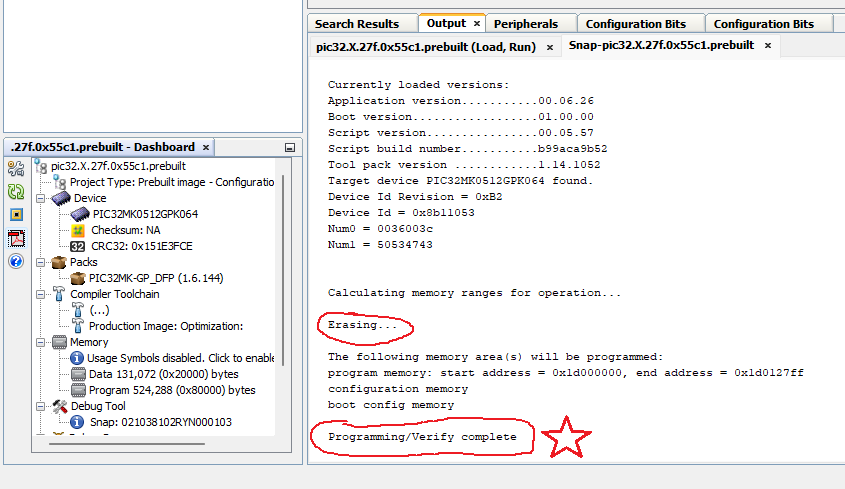 Search Results
Output ×
Peripherals
Configuration Bits
Configuration Bits
pic32.X.27f.0x55c1.prebuilt (Load, Run) ×
Snap-pic32.X.27f.0x55c1.prebuilt ×
Currently loaded versions:
Application version...........00.06.26
Boot version..................01.00.00
Script version................00.05.57
Script build number...........b99aca9b52
Tool pack version ............1.14.1052
Target device PIC32MK0512GPK064 found.
Device Id Revision = 0xB2
Device Id = 0x8b11053
Num0 = 0036003c
Num1 = 50534743
Calculating memory ranges for operation...
Erasing...
The following memory area(s) will be programmed:
program memory: start address = 0x1d000000, end address = 0x1d0127ff
configuration memory
boot config memory
Programming/Verify complete
.27f.0x55c1.prebuilt - Dashboard ×
pic32.X.27f.0x55c1.prebuilt
Project Type: Prebuilt image - Configuratio
Device
PIC32MK0512GPK064
Checksum: NA
32 CRC32: 0x151E3FCE
Packs
PIC32MK-GP_DFP (1.6.144)
Compiler Toolchain
(...)
Production Image: Optimization:
Memory
Usage Symbols disabled. Click to enable
Data 131,072 (0x20000) bytes
Program 524,288 (0x80000) bytes
Debug Tool
Snap: 021038102RYN000103